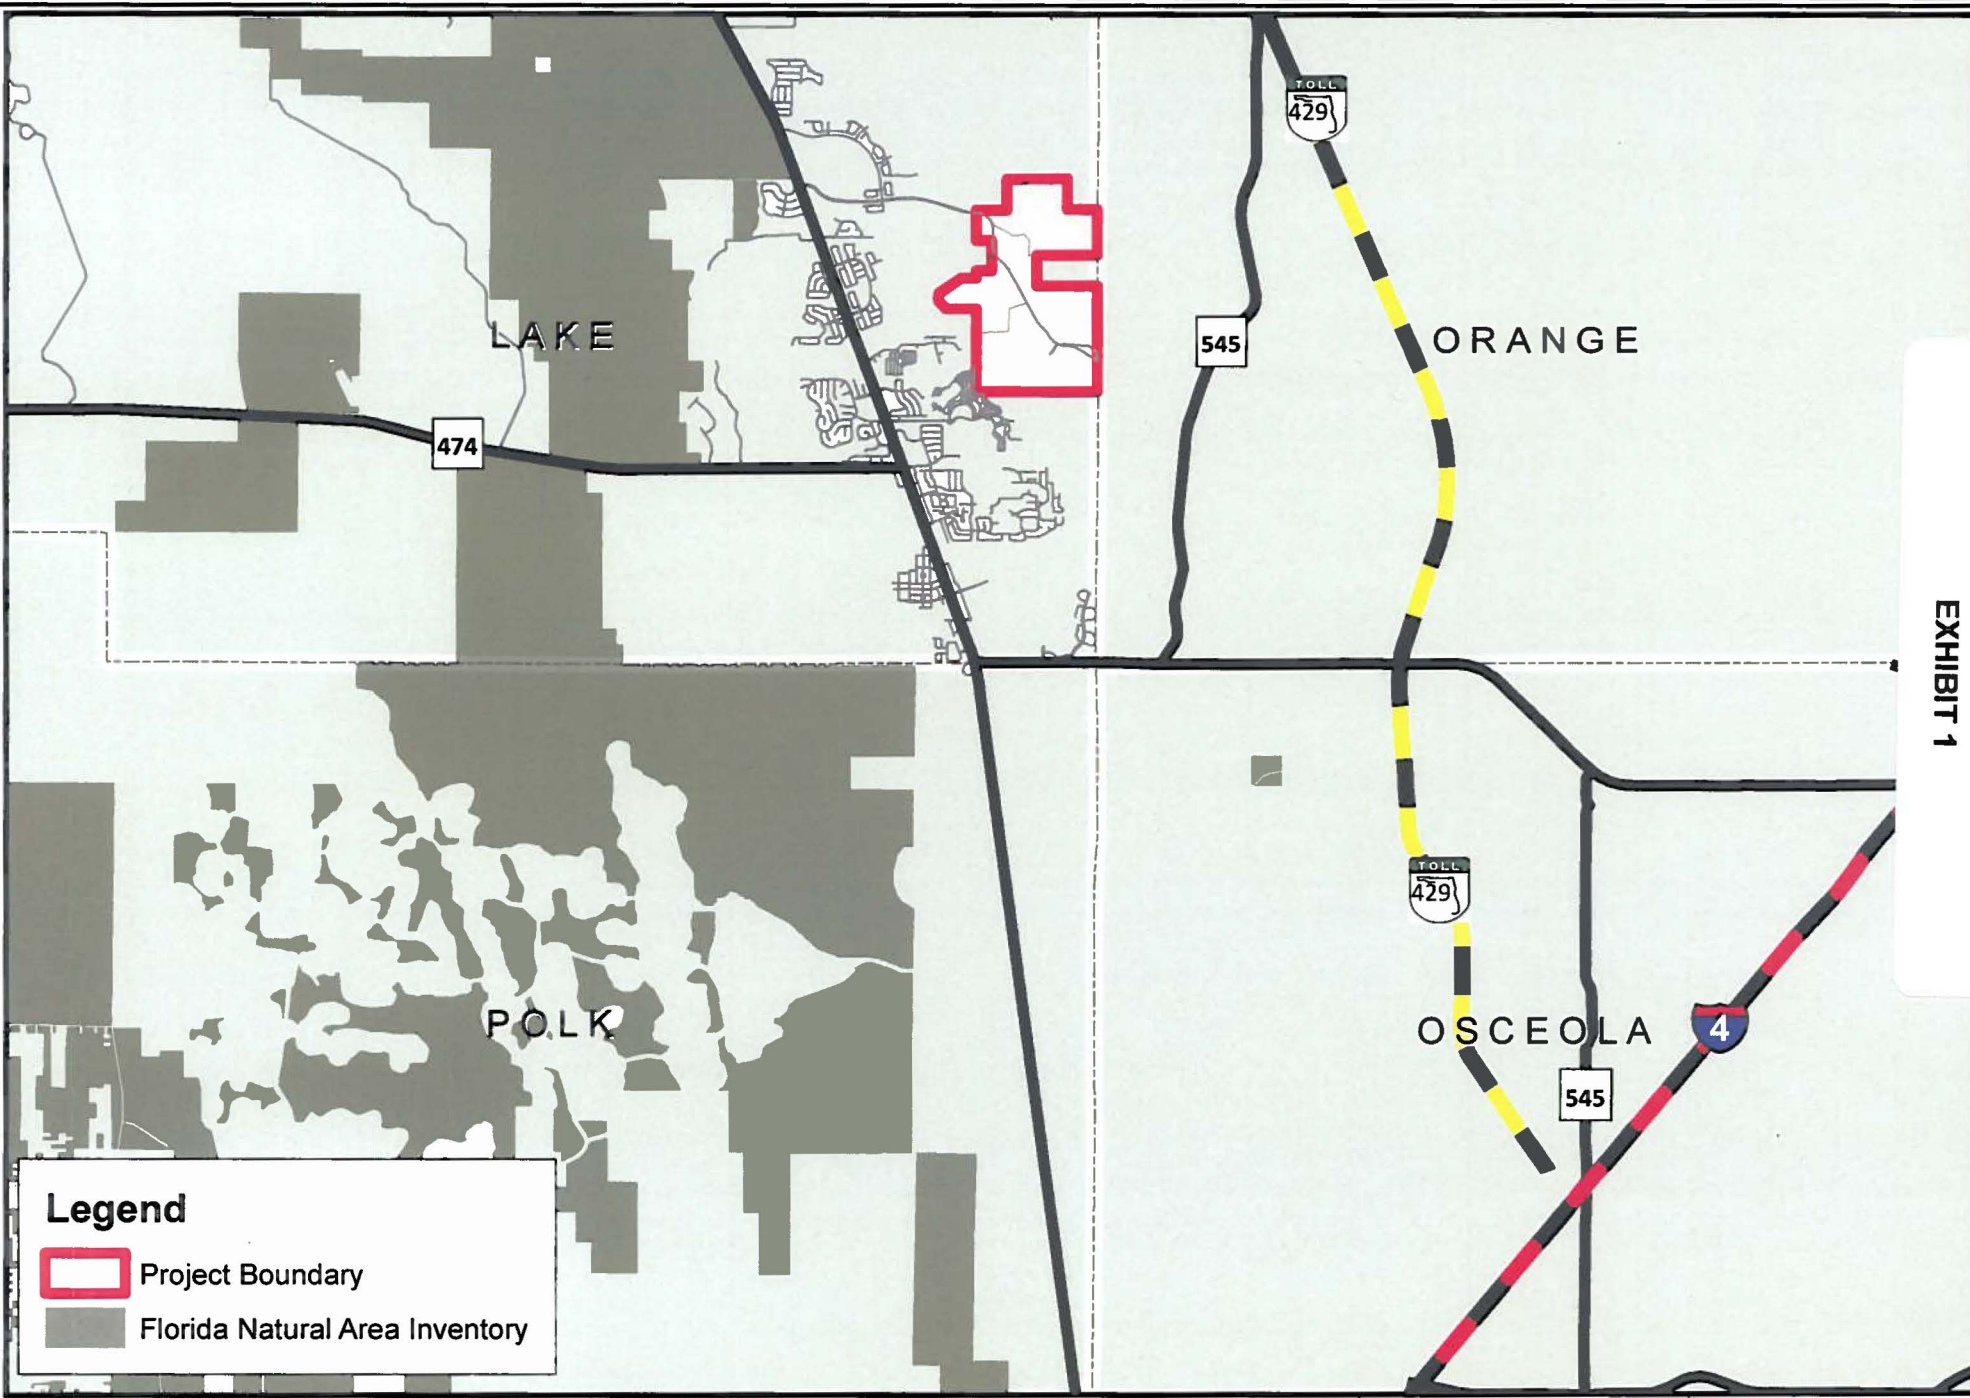 TOLL
429
LAKE
545
ORANGE
474
EXHIBIT 1
TOLL
429
POLK
OSCEOLA
4
545
Legend
Project Boundary
Florida Natural Area Inventory